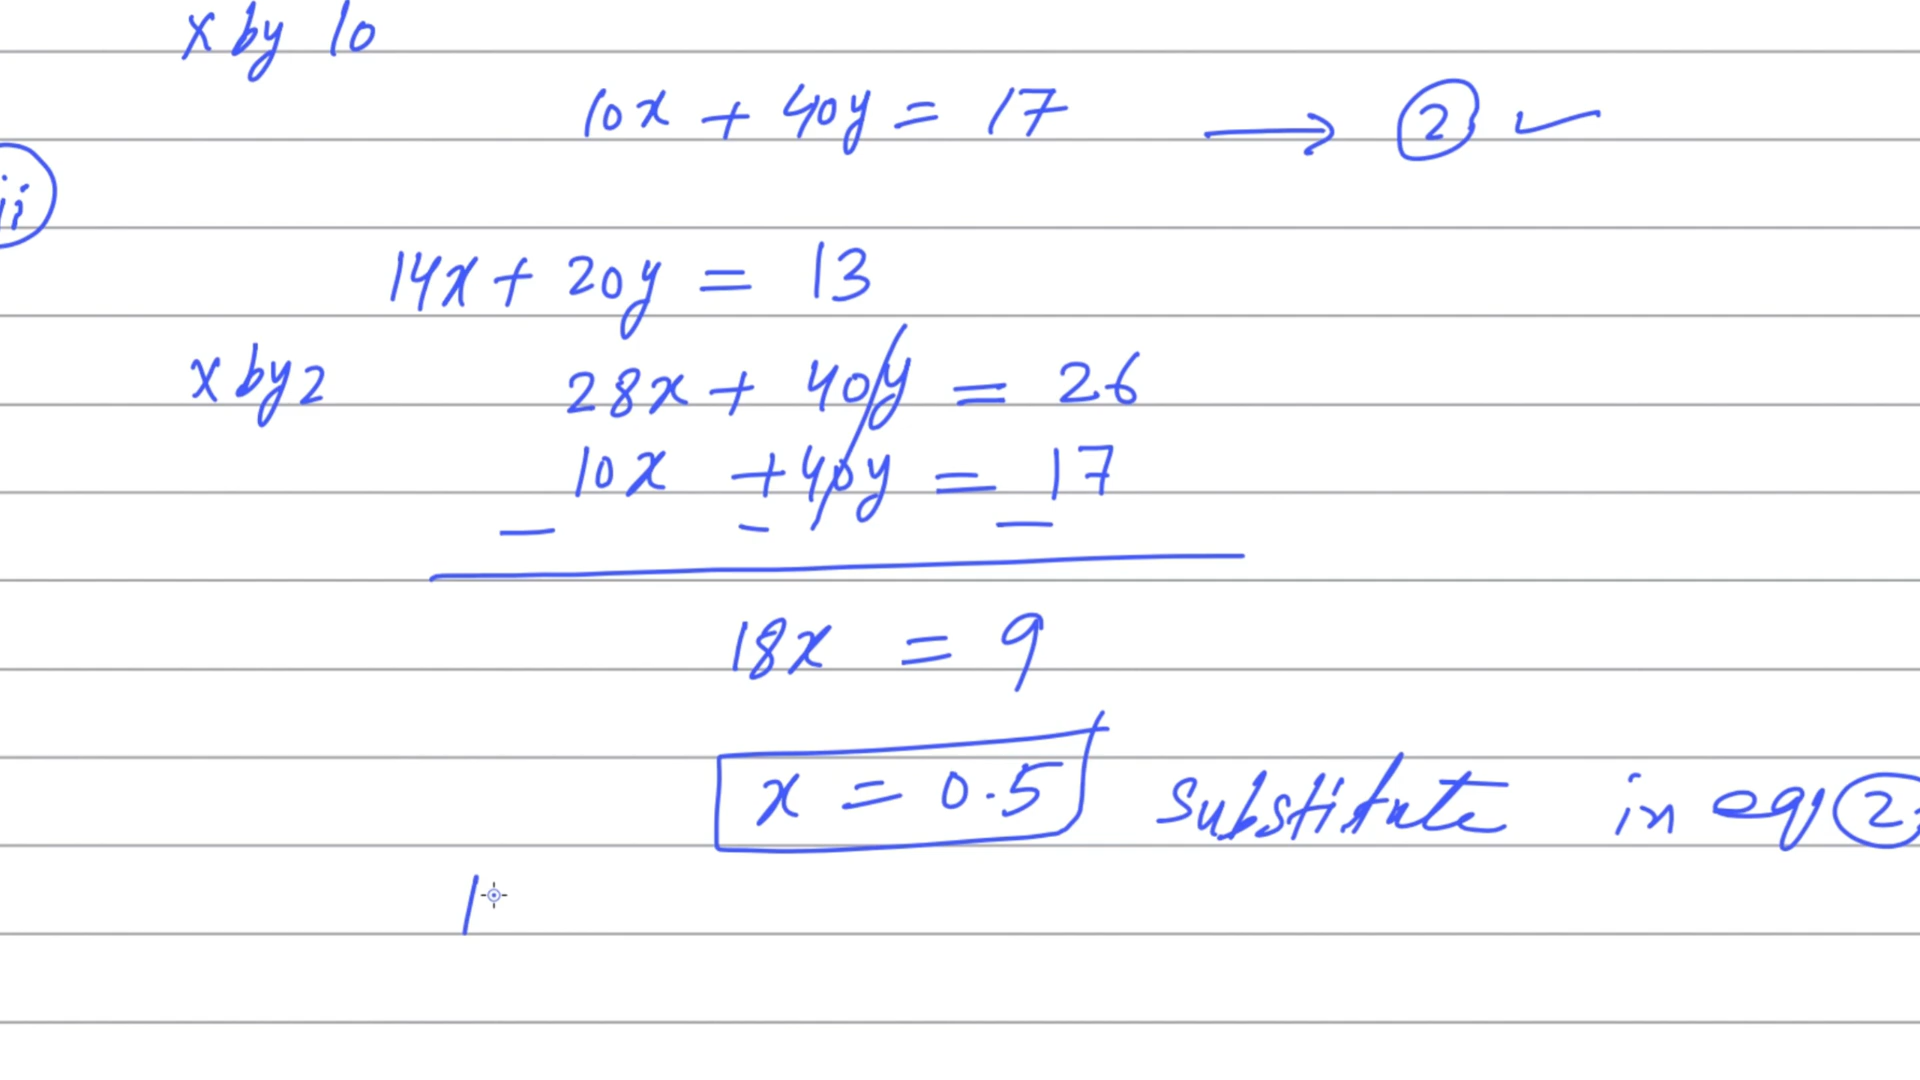 x by 10
10x + 40y = 17 → 2 ✓
ii
14x + 20y = 13
x by 2 28x + 40y = 26
10x + 40y = 17
- - -
18x = 9
x = 0.5 substitute in eq 2
1